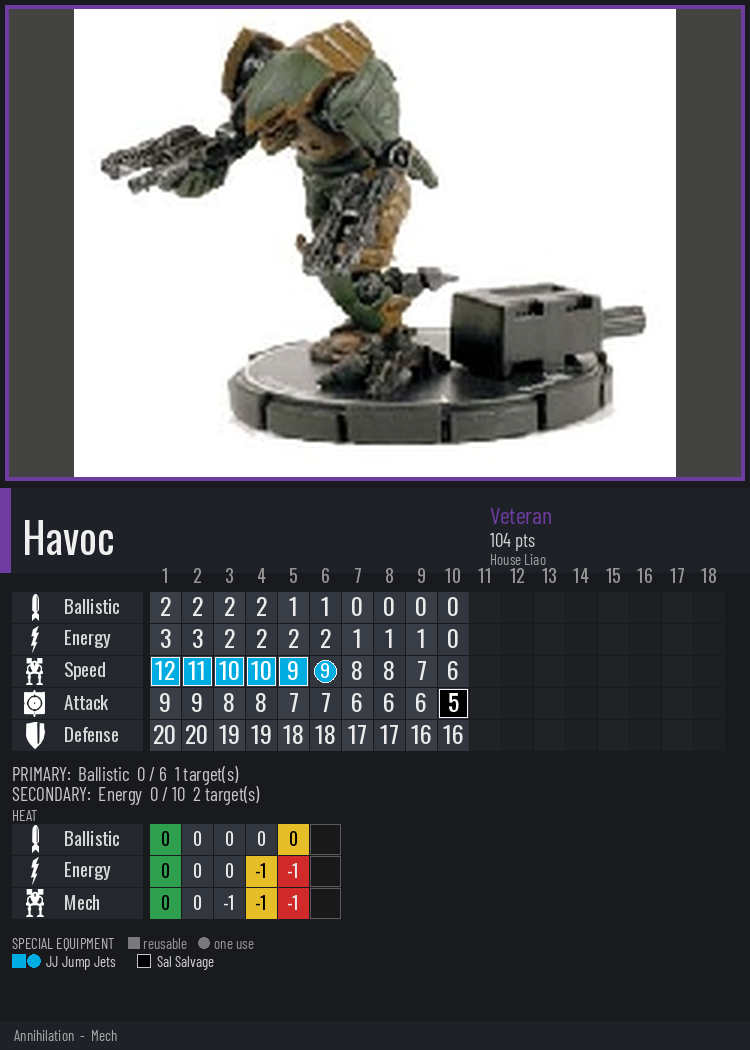 Havoc
Veteran
104 pts
House Liao
1 2 3 4 5 6 7 8 9 10 11 12 13 14 15 16 17 18
Ballistic 2 2 2 2 1 1 0 0 0 0
Energy 3 3 2 2 2 2 1 1 1 0
Speed 12 11 10 10 9 9 8 8 7 6
Attack 9 9 8 8 7 7 6 6 6 5
Defense 20 20 19 19 18 18 17 17 16 16
PRIMARY: Ballistic 0 / 6 1 target(s)
SECONDARY: Energy 0 / 10 2 target(s)
HEAT
Ballistic 0 0 0 0 0
Energy 0 0 0 -1 -1
Mech 0 0 -1 -1 -1
SPECIAL EQUIPMENT reusable one use
JJ Jump Jets Sal Salvage
Annihilation - Mech